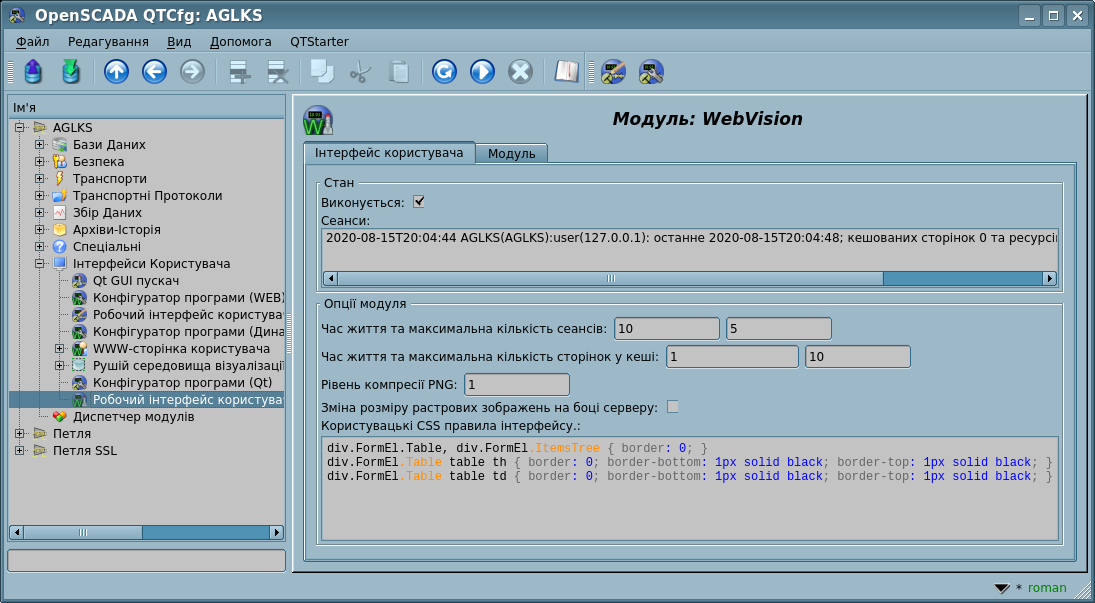 OpenSCADA QTCfg: AGLKS
Файл Редагування Вид Допомога QTStarter
Ім'я
AGLKS
Бази Даних
Безпека
Транспорти
Транспортні Протоколи
Збір Даних
Архіви-Історія
Спеціальні
Інтерфейси Користувача
Qt GUI пускач
Конфігуратор програми (WEB)
Робочий інтерфейс користува
Конфігуратор програми (Дина
WWW-сторінка користувача
Рушій середовища візуалізації
Конфігуратор програми (Qt)
Робочий інтерфейс користува
Диспетчер модулів
Петля
Петля SSL
Модуль: WebVision
Інтерфейс користувача Модуль
Стан
Виконується:
Сеанси:
2020-08-15T20:04:44 AGLKS(AGLKS):user(127.0.0.1): останне 2020-08-15T20:04:48; кешованих сторінок 0 та ресурсі
Опції модуля
Час життя та максимальна кількість сеансів: 10 5
Час життя та максимальна кількість сторінок у кеші: 1 10
Рівень компресії PNG: 1
Зміна розміру растрових зображень на боці серверу:
Користувацькі CSS правила інтерфейсу.:
div.FormEl.Table, div.FormEl.ItemsTree { border: 0; }
div.FormEl.Table table th { border: 0; border-bottom: 1px solid black; border-top: 1px solid black; }
div.FormEl.Table table td { border: 0; border-bottom: 1px solid black; border-top: 1px solid black; }
* roman